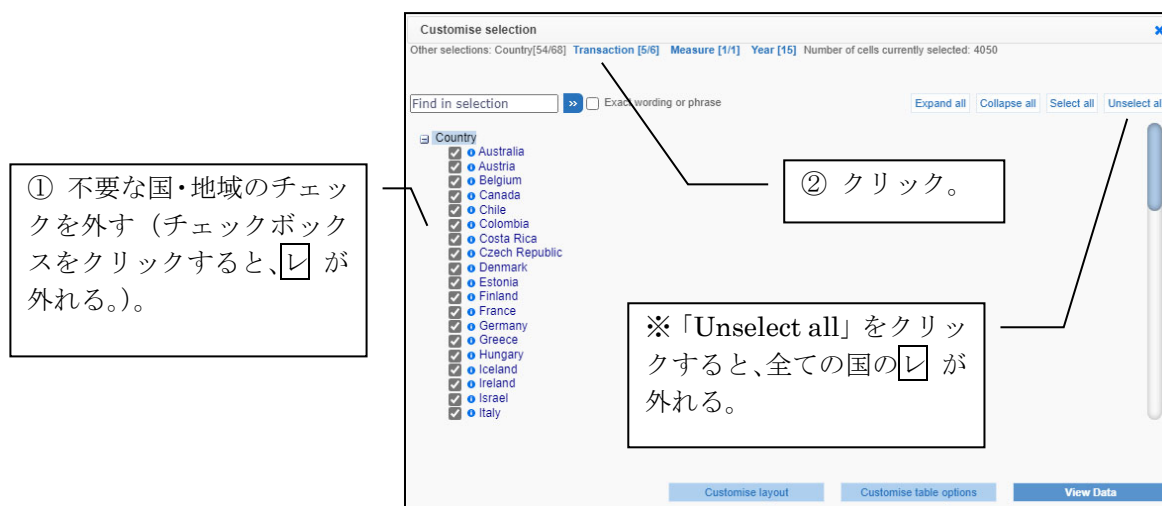 Customise selection
Other selections: Country[54/68] Transaction [5/6] Measure [1/1] Year [15] Number of cells currently selected: 4050
Find in selection » Exact wording or phrase Expand all Collapse all Select all Unselect al
Country
Australia
Austria
Belgium
Canada
Chile
Colombia
Costa Rica
Czech Republic
Denmark
Estonia
Finland
France
Germany
Greece
Hungary
Iceland
Ireland
Israel
Italy
① 不要な国・地域のチェッ
クを外す（チェックボック
スをクリックすると、レ が
外れる。）。
② クリック。
※「Unselect all」をクリッ
クすると、全ての国のレ が
外れる。
Customise layout Customise table options View Data